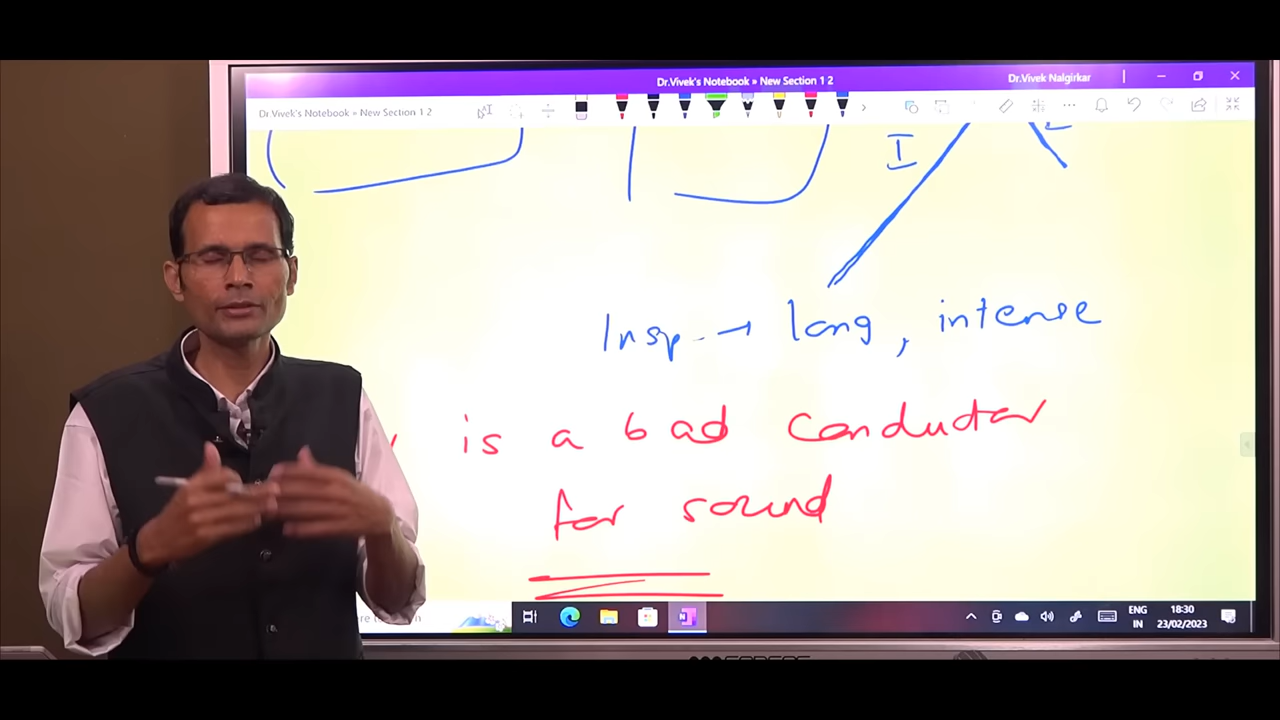 Dr.Vivek's Notebook » New Section 1 2
Dr.Vivek Nalgirkar
Dr.Vivek's Notebook » New Section 1 2
I
Insp. → long, intense
is a bad conductor
for sound
ENG
IN
18:30
23/02/2023